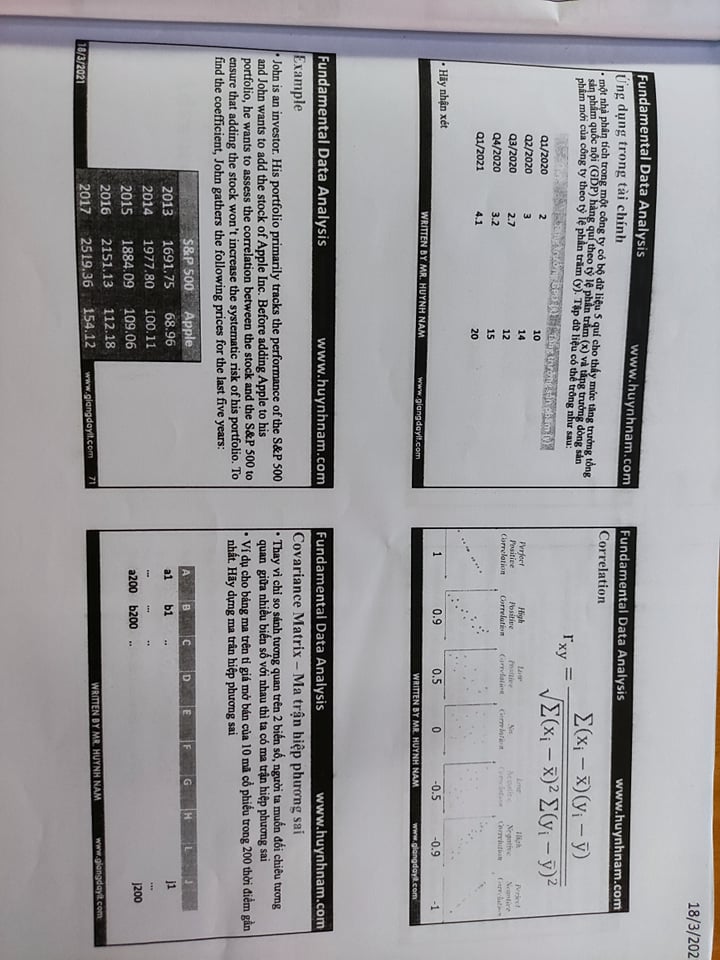 18/3/202
Fundamental Data Analysis www.huynhnam.com
Ứng dụng trong tài chính
• một nhà phân tích trong một công ty có bộ dữ liệu 5 quí cho thấy mức tăng trưởng tổng
sản phẩm quốc nội (GDP) hàng quí theo tỷ lệ phần trăm (x) và tăng trưởng dòng sản
phẩm mới của công ty theo tỷ lệ phần trăm (y). Tập dữ liệu có thể trông như sau:
Q1/2020 2 10
Q2/2020 3 14
Q3/2020 2.7 12
Q4/2020 3.2 15
Q1/2021 4.1 20
• Hãy nhận xét
WRITTEN BY MR. HUYNH NAM www.giangdayit.com
Fundamental Data Analysis www.huynhnam.com
Correlation
r_xy = ∑(x_i − x̄)(y_i − ȳ) / √∑(x_i − x̄)² ∑(y_i − ȳ)²
Perfect Positive Correlation
High Positive Correlation
Low Positive Correlation
No Correlation
Low Negative Correlation
High Negative Correlation
Perfect Negative Correlation
1 0.9 0.5 0 -0.5 -0.9 -1
WRITTEN BY MR. HUYNH NAM www.giangdayit.com
Fundamental Data Analysis www.huynhnam.com
Example
• John is an investor. His portfolio primarily tracks the performance of the S&P 500
and John wants to add the stock of Apple Inc. Before adding Apple to his
portfolio, he wants to assess the correlation between the stock and the S&P 500 to
ensure that adding the stock won't increase the systematic risk of his portfolio. To
find the coefficient, John gathers the following prices for the last five years:
S&P 500 Apple
2013 1691.75 68.96
2014 1977.80 100.11
2015 1884.09 109.06
2016 2151.13 112.18
2017 2519.36 154.12
18/3/2021 www.giangdayit.com 71
Fundamental Data Analysis www.huynhnam.com
Covariance Matrix – Ma trận hiệp phương sai
• Thay vì chỉ so sánh tương quan trên 2 biến số, người ta muốn đối chiếu tương
quan giữa nhiều biến số với nhau thì ta có ma trận hiệp phương sai
• Ví dụ cho bảng ma trên tỉ giá mở bán của 10 mã cổ phiếu trong 200 thời điểm gần
nhất. Hãy dựng ma trân hiệp phương sai
A B C D E F G H L J
a1 b1 .. j1
... ... .. ...
a200 b200 .. j200
WRITTEN BY MR. HUYNH NAM www.giangdayit.com